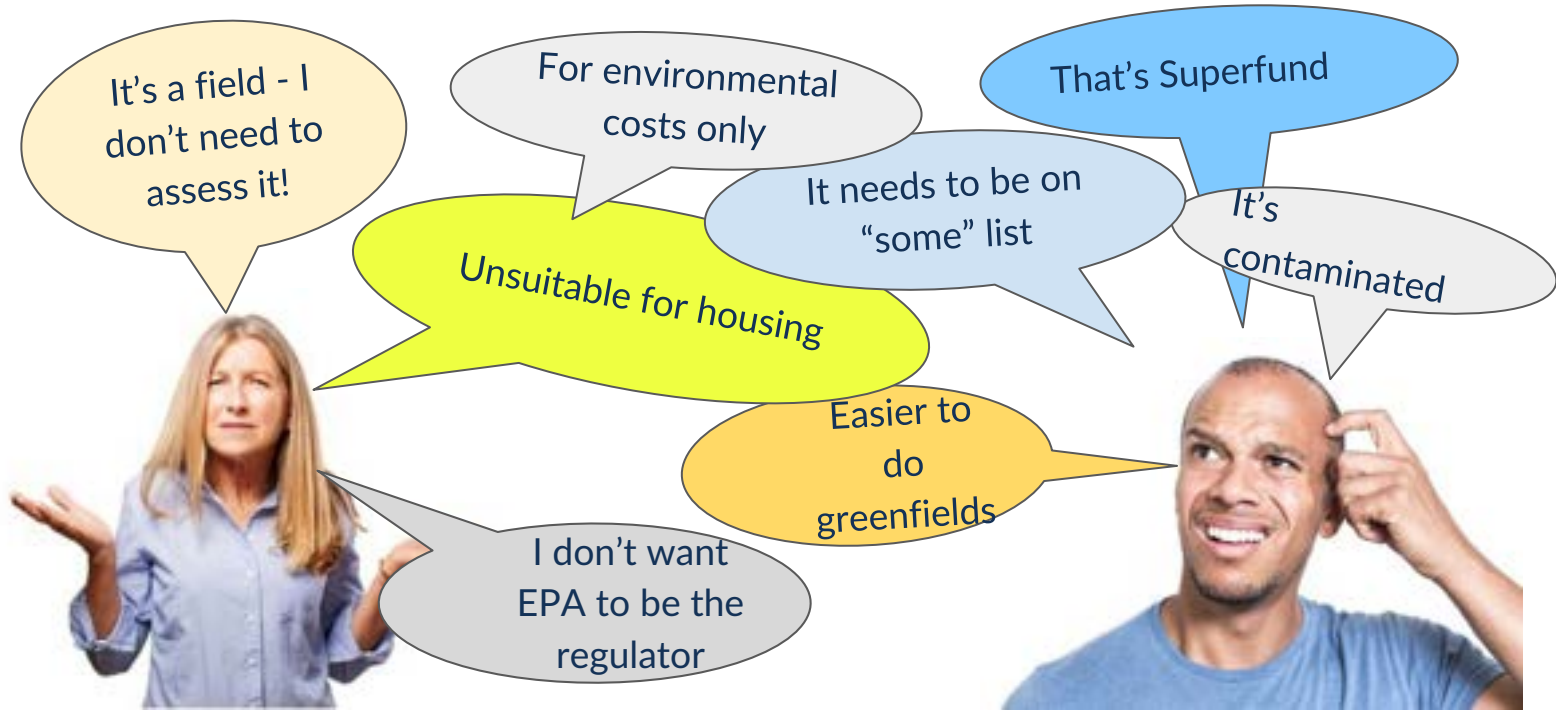 It's a field - I
don't need to
assess it!
For environmental
costs only
That's Superfund
It needs to be on
“some” list
It's
contaminated
Unsuitable for housing
Easier to
do
greenfields
I don't want
EPA to be the
regulator